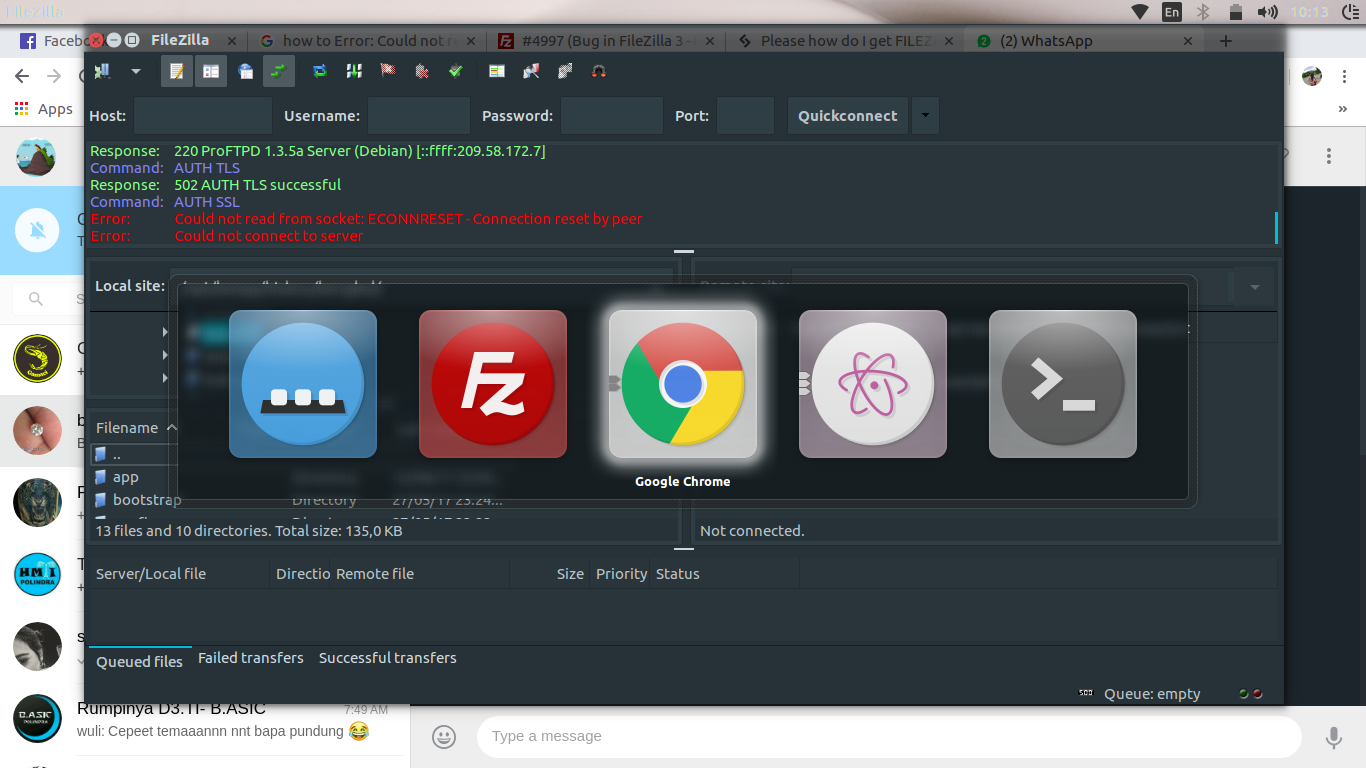 FileZilla
En
10:13
FileZilla
how to Error: Could not r
#4997 (Bug in FileZilla 3 -
Please how do I get FILEZ
(2) WhatsApp
Apps
Host:
Username:
Password:
Port:
Quickconnect
Response: 220 ProFTPD 1.3.5a Server (Debian) [::ffff:209.58.172.7]
Command: AUTH TLS
Response: 502 AUTH TLS successful
Command: AUTH SSL
Error: Could not read from socket: ECONNRESET - Connection reset by peer
Error: Could not connect to server
Local site:
Filename
..
app
bootstrap Directory 27/05/17 23:24...
Google Chrome
13 files and 10 directories. Total size: 135,0 KB
Not connected.
Server/Local file
Directio
Remote file
Size
Priority
Status
Queued files
Failed transfers
Successful transfers
Queue: empty
HMI
POLINDRA
B.ASIC
Rumpinya D3.TI- B.ASIC
7:49 AM
wuli: Cepeet temaaannn nnt bapa pundung 😂
Type a message